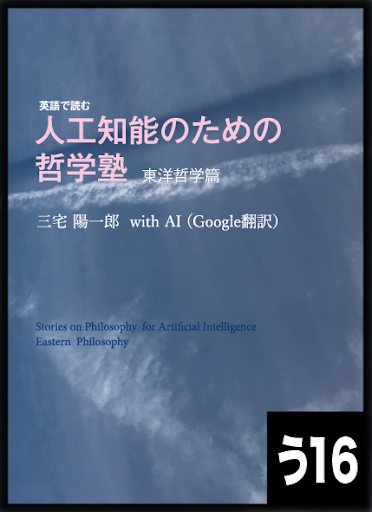 英語で読む
人工知能のための
哲学塾 東洋哲学篇
三宅 陽一郎 with AI（Google翻訳）
Stories on Philosophy for Artificial Intelligence
Eastern Philosophy
う16